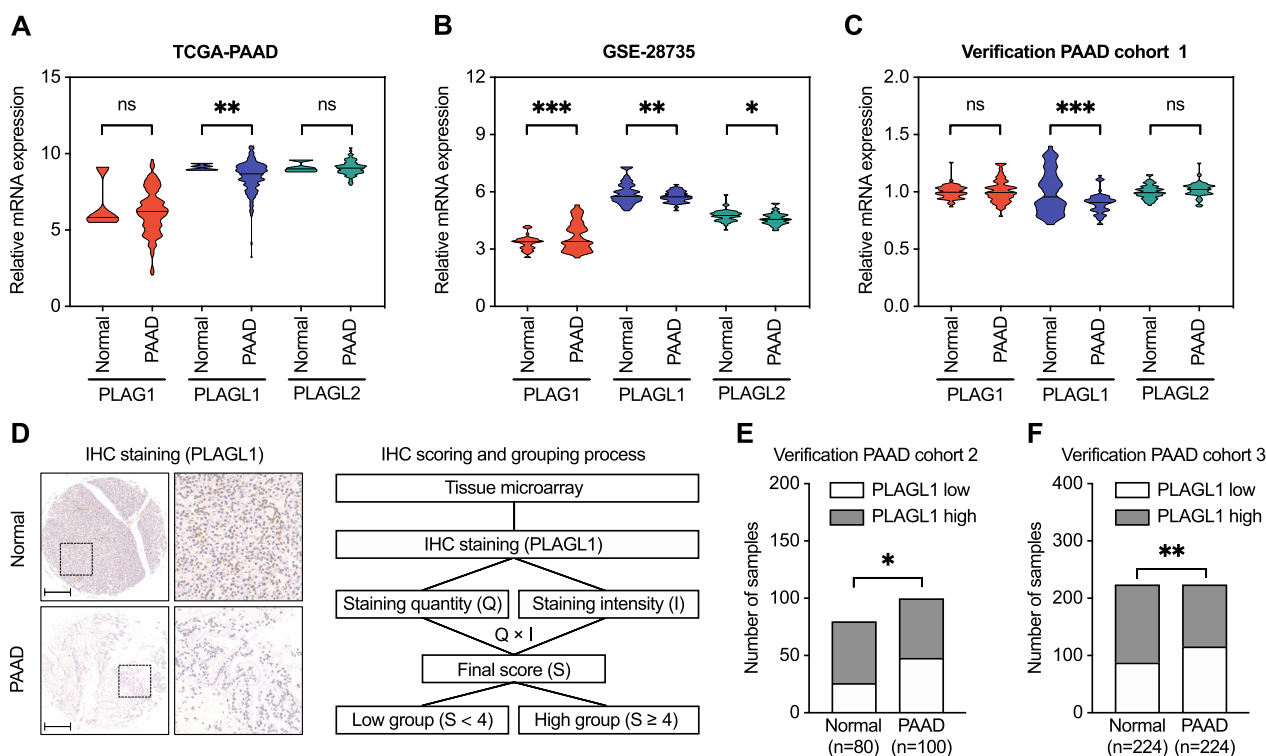 A
TCGA-PAAD
Relative mRNA expression
15
10
5
0
ns
**
ns
Normal
PAAD
Normal
PAAD
Normal
PAAD
PLAG1
PLAGL1
PLAGL2
B
GSE-28735
Relative mRNA expression
12
9
6
3
0
***
**
*
Normal
PAAD
Normal
PAAD
Normal
PAAD
PLAG1
PLAGL1
PLAGL2
C
Verification PAAD cohort 1
Relative mRNA expression
2.0
1.5
1.0
0.5
0.0
ns
***
ns
Normal
PAAD
Normal
PAAD
Normal
PAAD
PLAG1
PLAGL1
PLAGL2
D
IHC staining (PLAGL1)
Normal
PAAD
IHC scoring and grouping process
Tissue microarray
IHC staining (PLAGL1)
Staining quantity (Q)
Staining intensity (I)
Q × I
Final score (S)
Low group (S < 4)
High group (S ≥ 4)
E
Verification PAAD cohort 2
Number of samples
200
150
100
50
0
PLAGL1 low
PLAGL1 high
*
Normal
(n=80)
PAAD
(n=100)
F
Verification PAAD cohort 3
Number of samples
400
300
200
100
0
PLAGL1 low
PLAGL1 high
**
Normal
(n=224)
PAAD
(n=224)